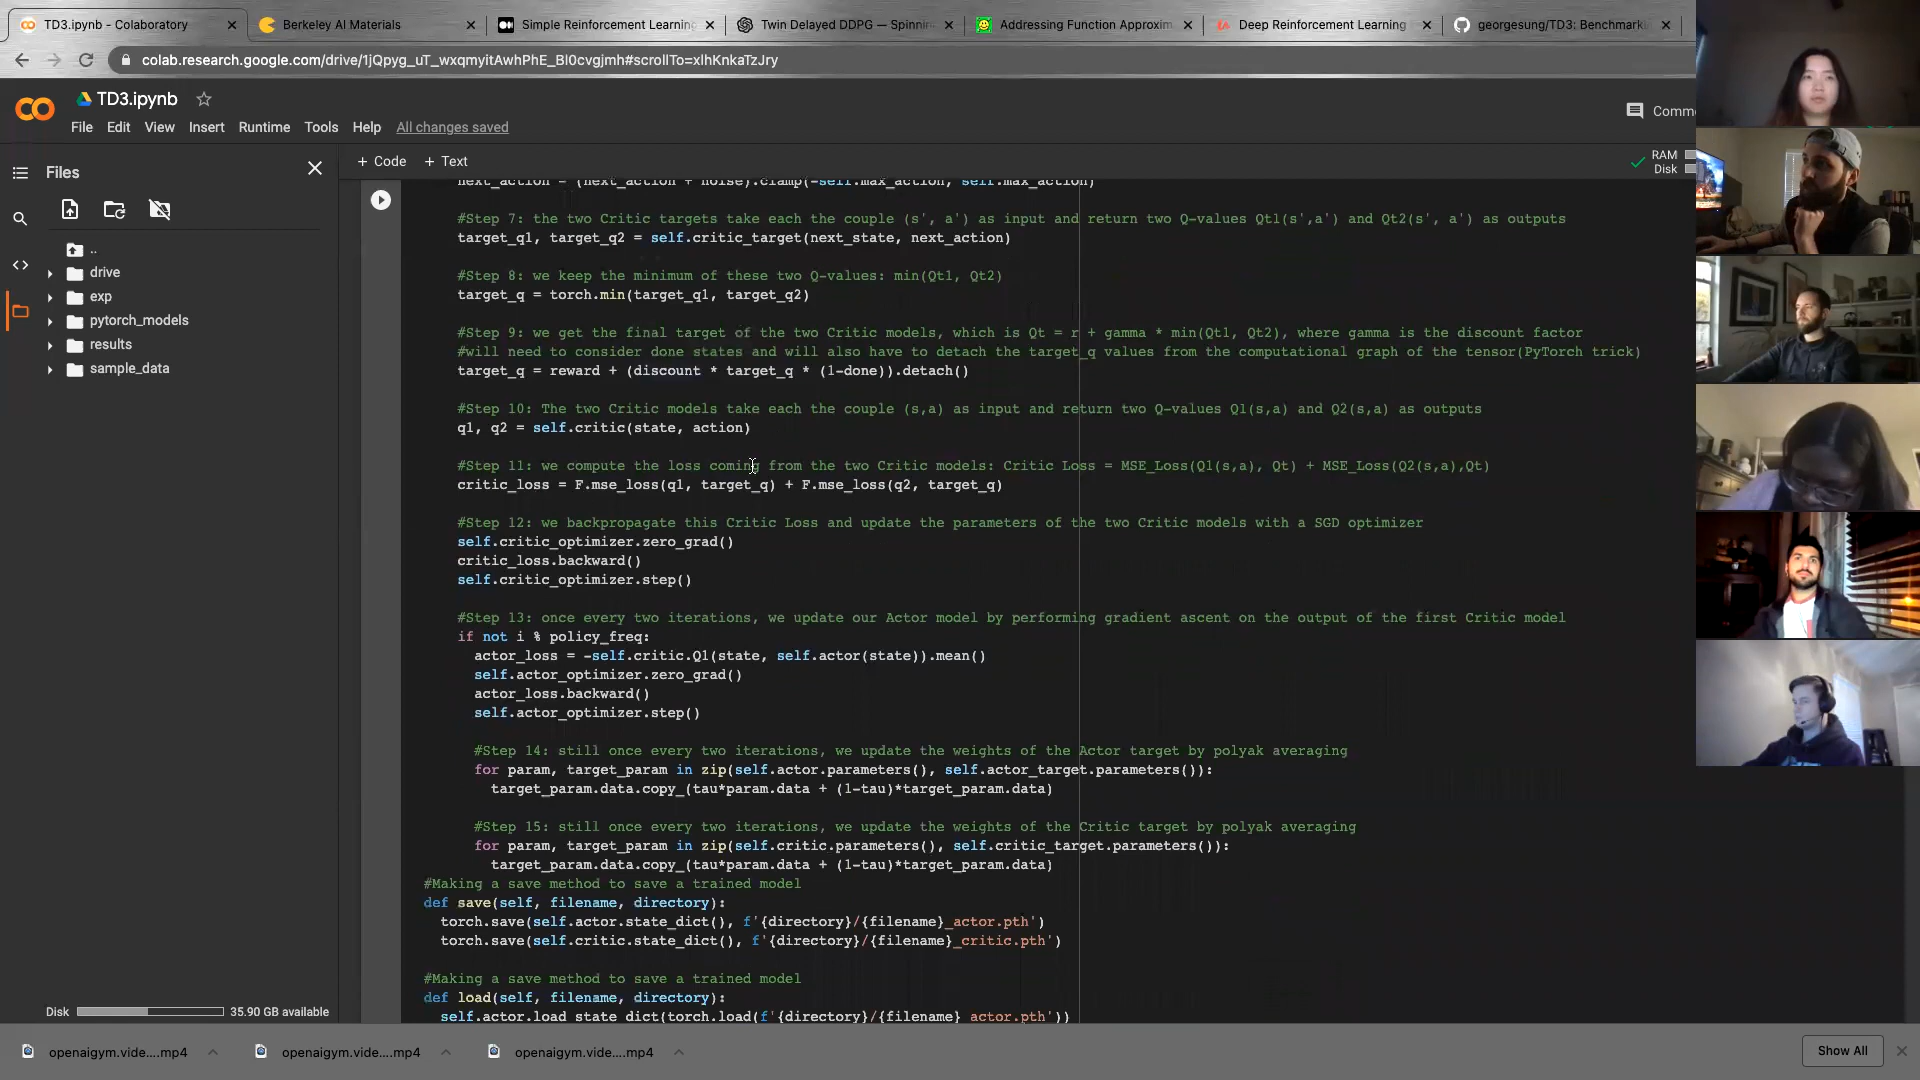 TD3.ipynb - Colaboratory
Berkeley AI Materials
Simple Reinforcement Learning
Twin Delayed DDPG — Spinnin
Addressing Function Approxim
Deep Reinforcement Learning
georgesung/TD3: Benchmarki
colab.research.google.com/drive/1jQpyg_uT_wxqmyitAwhPhE_Bl0cvgjmh#scrollTo=xlhKnkaTzJry
TD3.ipynb
Comme
File Edit View Insert Runtime Tools Help All changes saved
Files
+ Code + Text
RAM
Disk
..
drive
exp
pytorch_models
results
sample_data
next_action = (next_action + noise).clamp(-self.max_action, self.max_action)
#Step 7: the two Critic targets take each the couple (s', a') as input and return two Q-values Qt1(s',a') and Qt2(s', a') as outputs
target_q1, target_q2 = self.critic_target(next_state, next_action)
#Step 8: we keep the minimum of these two Q-values: min(Qt1, Qt2)
target_q = torch.min(target_q1, target_q2)
#Step 9: we get the final target of the two Critic models, which is Qt = r + gamma * min(Qt1, Qt2), where gamma is the discount factor
#will need to consider done states and will also have to detach the target_q values from the computational graph of the tensor(PyTorch trick)
target_q = reward + (discount * target_q * (1-done)).detach()
#Step 10: The two Critic models take each the couple (s,a) as input and return two Q-values Q1(s,a) and Q2(s,a) as outputs
q1, q2 = self.critic(state, action)
#Step 11: we compute the loss coming from the two Critic models: Critic Loss = MSE_Loss(Q1(s,a), Qt) + MSE_Loss(Q2(s,a),Qt)
critic_loss = F.mse_loss(q1, target_q) + F.mse_loss(q2, target_q)
#Step 12: we backpropagate this Critic Loss and update the parameters of the two Critic models with a SGD optimizer
self.critic_optimizer.zero_grad()
critic_loss.backward()
self.critic_optimizer.step()
#Step 13: once every two iterations, we update our Actor model by performing gradient ascent on the output of the first Critic model
if not i % policy_freq:
actor_loss = -self.critic.Q1(state, self.actor(state)).mean()
self.actor_optimizer.zero_grad()
actor_loss.backward()
self.actor_optimizer.step()
#Step 14: still once every two iterations, we update the weights of the Actor target by polyak averaging
for param, target_param in zip(self.actor.parameters(), self.actor_target.parameters()):
target_param.data.copy_(tau*param.data + (1-tau)*target_param.data)
#Step 15: still once every two iterations, we update the weights of the Critic target by polyak averaging
for param, target_param in zip(self.critic.parameters(), self.critic_target.parameters()):
target_param.data.copy_(tau*param.data + (1-tau)*target_param.data)
#Making a save method to save a trained model
def save(self, filename, directory):
torch.save(self.actor.state_dict(), f'{directory}/{filename}_actor.pth')
torch.save(self.critic.state_dict(), f'{directory}/{filename}_critic.pth')
#Making a save method to save a trained model
def load(self, filename, directory):
self.actor.load_state_dict(torch.load(f'{directory}/{filename}_actor.pth'))
Disk 35.90 GB available
openaigym.vide....mp4
openaigym.vide....mp4
openaigym.vide....mp4
Show All